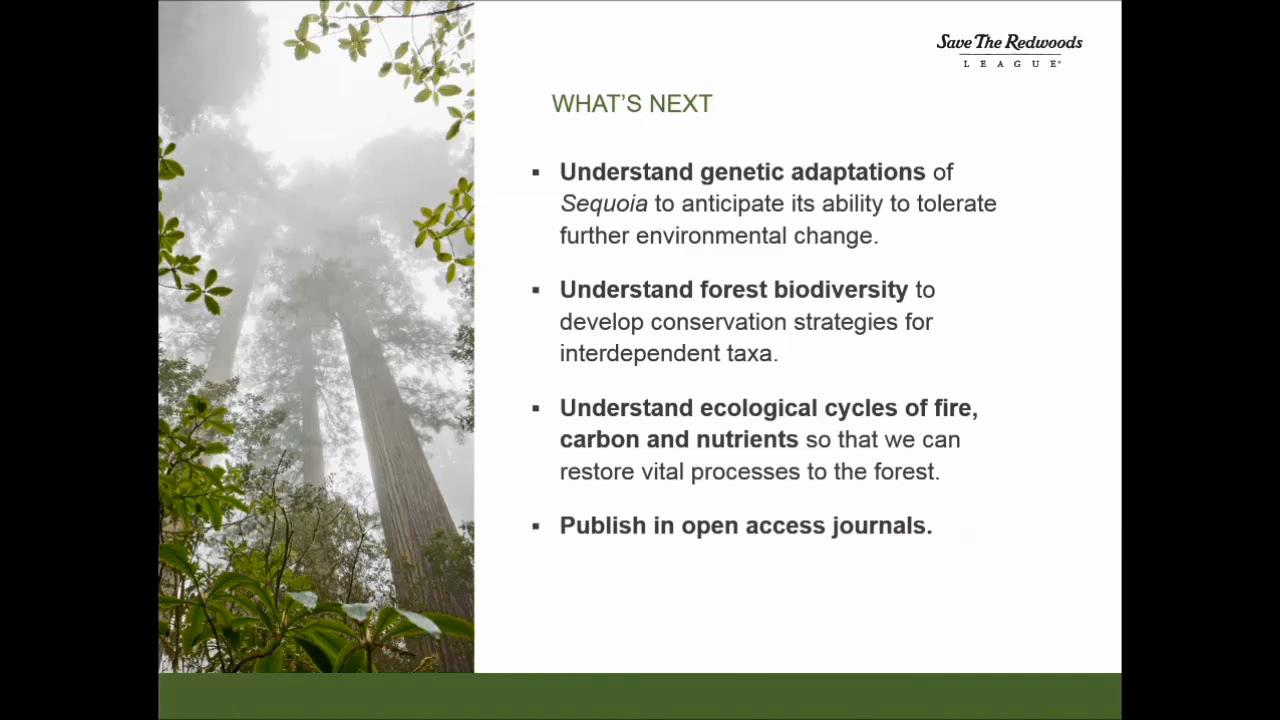 Save The Redwoods
LEAGUE®
WHAT'S NEXT
▪ Understand genetic adaptations of
Sequoia to anticipate its ability to tolerate
further environmental change.
▪ Understand forest biodiversity to
develop conservation strategies for
interdependent taxa.
▪ Understand ecological cycles of fire,
carbon and nutrients so that we can
restore vital processes to the forest.
▪ Publish in open access journals.